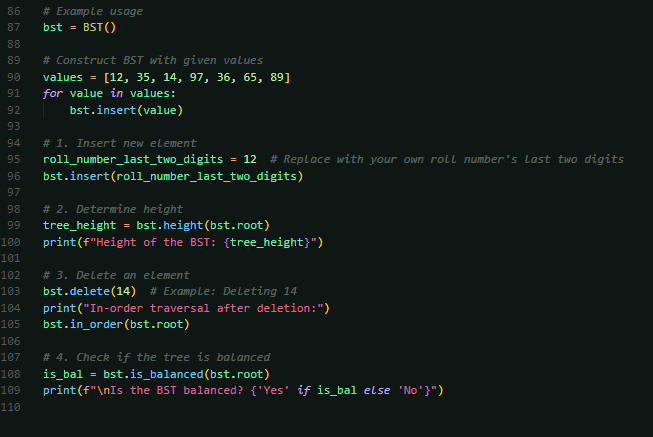 86 # Example usage
87 bst = BST()
88
89 # Construct BST with given values
90 values = [12, 35, 14, 97, 36, 65, 89]
91 for value in values:
92     bst.insert(value)
93
94 # 1. Insert new element
95 roll_number_last_two_digits = 12  # Replace with your own roll number's last two digits
96 bst.insert(roll_number_last_two_digits)
97
98 # 2. Determine height
99 tree_height = bst.height(bst.root)
100 print(f"Height of the BST: {tree_height}")
101
102 # 3. Delete an element
103 bst.delete(14)  # Example: Deleting 14
104 print("In-order traversal after deletion:")
105 bst.in_order(bst.root)
106
107 # 4. Check if the tree is balanced
108 is_bal = bst.is_balanced(bst.root)
109 print(f"\nIs the BST balanced? {'Yes' if is_bal else 'No'}")
110